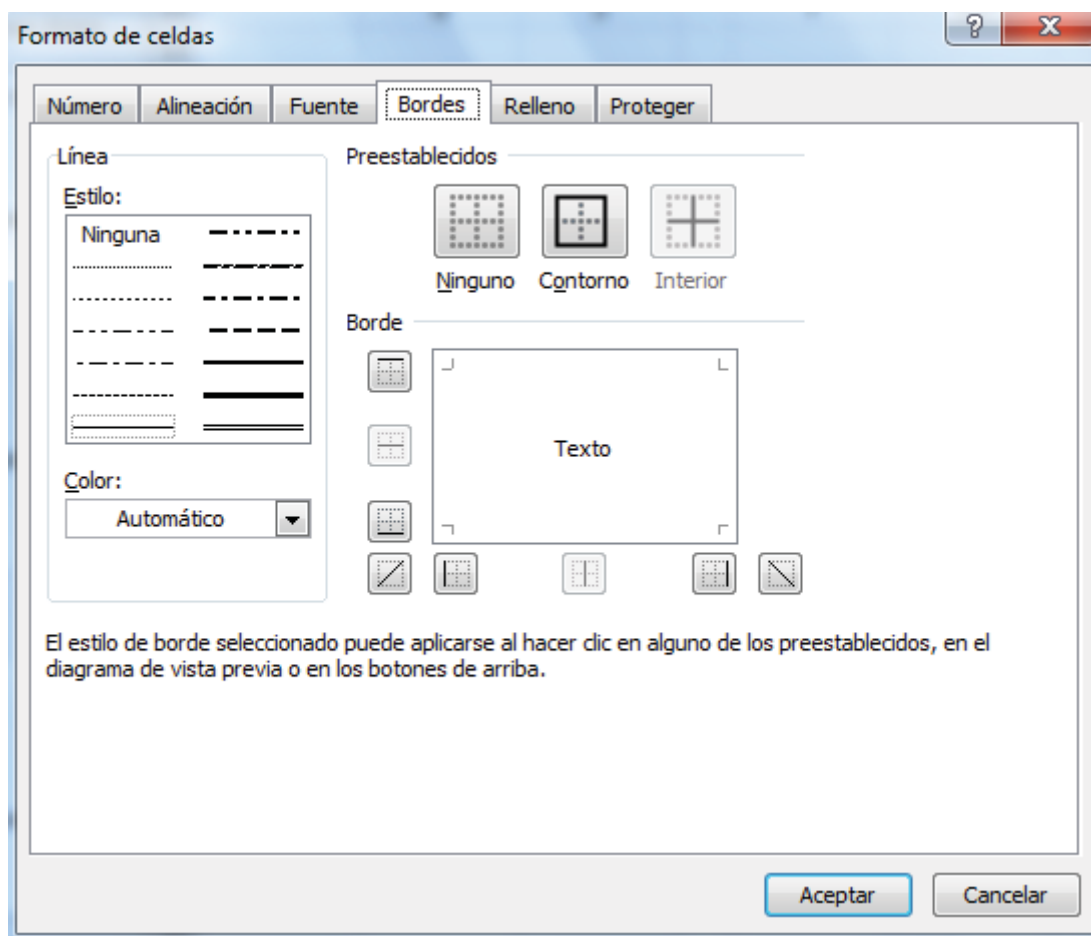 Formato de celdas
Número Alineación Fuente Bordes Relleno Proteger
Línea
Estilo:
Ninguna
Color:
Automático
Preestablecidos
Ninguno Contorno Interior
Borde
Texto
El estilo de borde seleccionado puede aplicarse al hacer clic en alguno de los preestablecidos, en el
diagrama de vista previa o en los botones de arriba.
Aceptar Cancelar